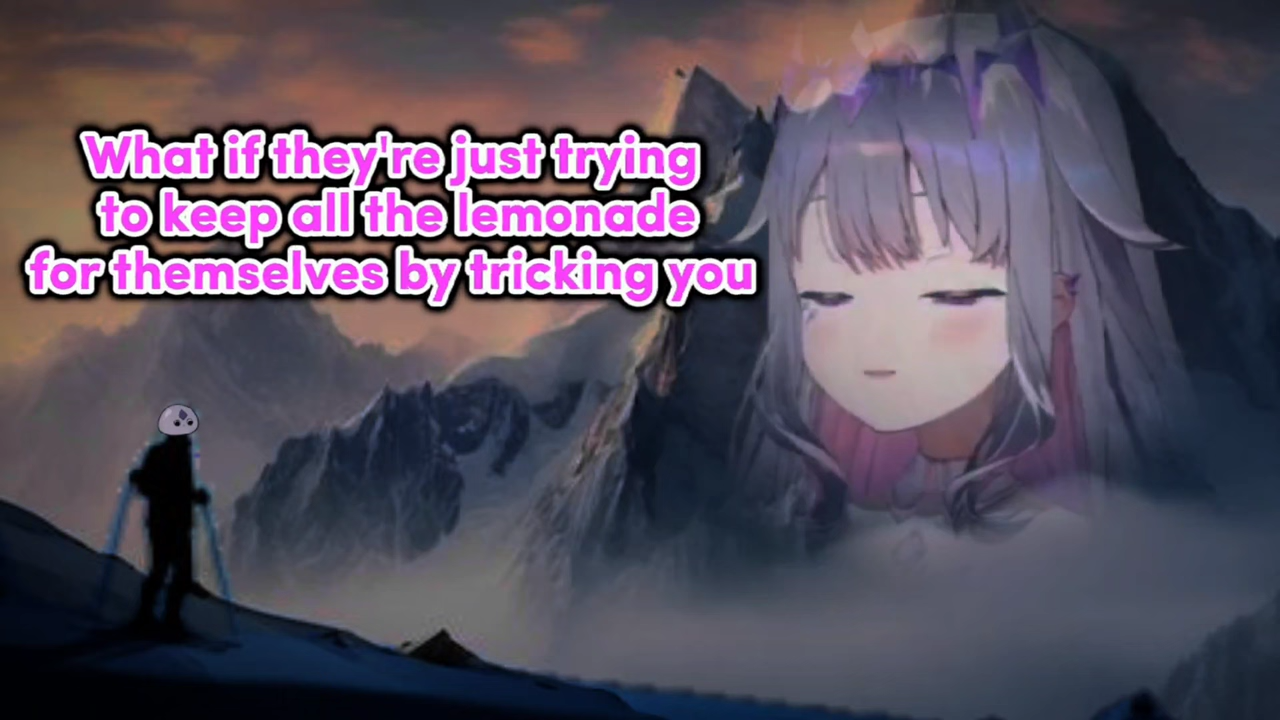 What if they're just trying
to keep all the lemonade
for themselves by tricking you